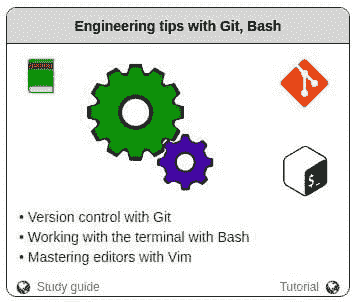 Engineering tips with Git, Bash
$_
• Version control with Git
• Working with the terminal with Bash
• Mastering editors with Vim
Study guide
Tutorial